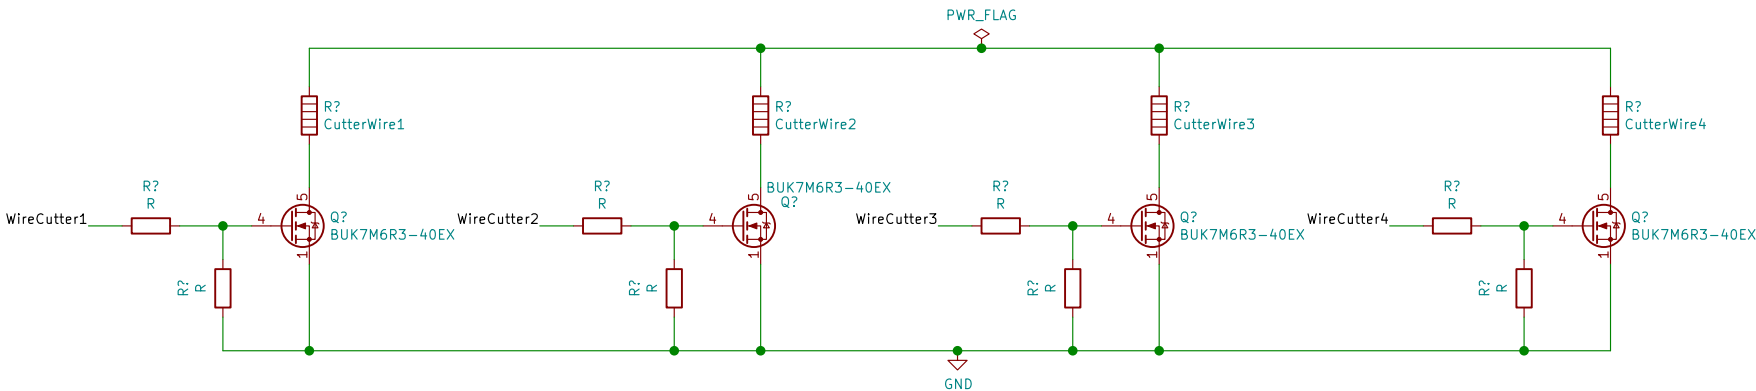 PWR_FLAG
R?
CutterWire1
R?
CutterWire2
R?
CutterWire3
R?
CutterWire4
WireCutter1
R?
R
4
5
1
Q?
BUK7M6R3-40EX
R?
R
WireCutter2
R?
R
4
5
1
BUK7M6R3-40EX
Q?
R?
R
WireCutter3
R?
R
4
5
1
Q?
BUK7M6R3-40EX
R?
R
WireCutter4
R?
R
4
5
1
Q?
BUK7M6R3-40EX
R?
R
GND